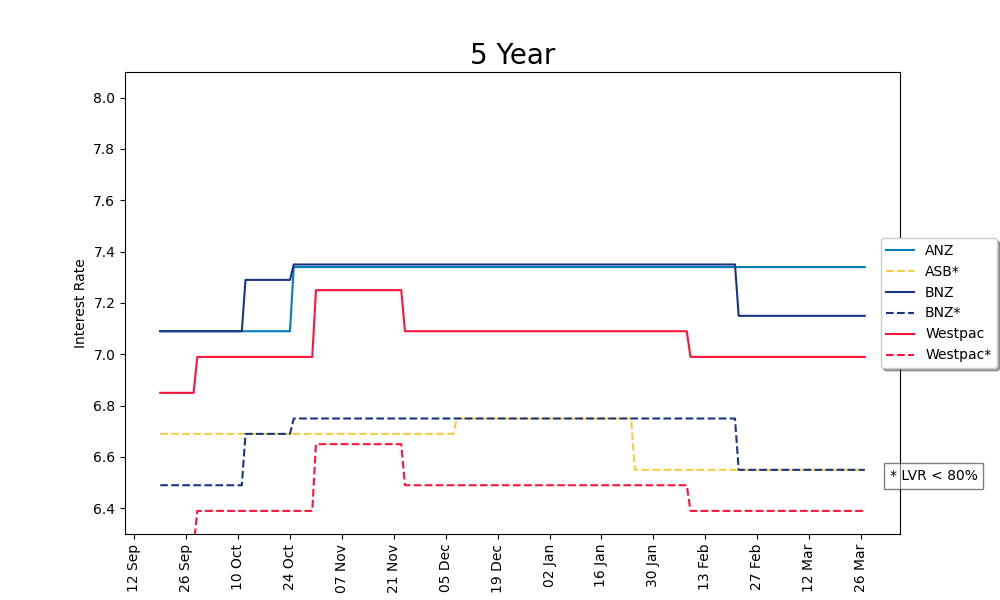 5 Year
Interest Rate
8.0
7.8
7.6
7.4
7.2
7.0
6.8
6.6
6.4
12 Sep
26 Sep
10 Oct
24 Oct
07 Nov
21 Nov
05 Dec
19 Dec
02 Jan
16 Jan
30 Jan
13 Feb
27 Feb
12 Mar
26 Mar
ANZ
ASB*
BNZ
BNZ*
Westpac
Westpac*
* LVR < 80%